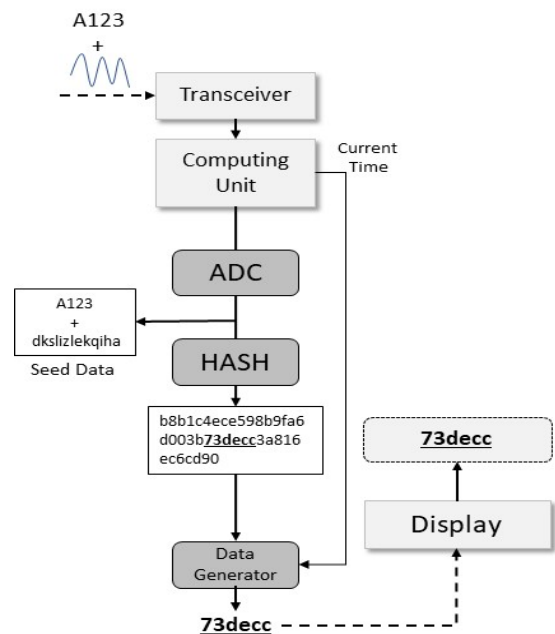 A123
+
Transceiver
Computing
Unit
Current
Time
ADC
A123
+
dkslizlekqiha
Seed Data
HASH
b8b1c4ece598b9fa6
d003b73decc3a816
ec6cd90
73decc
Display
Data
Generator
73decc